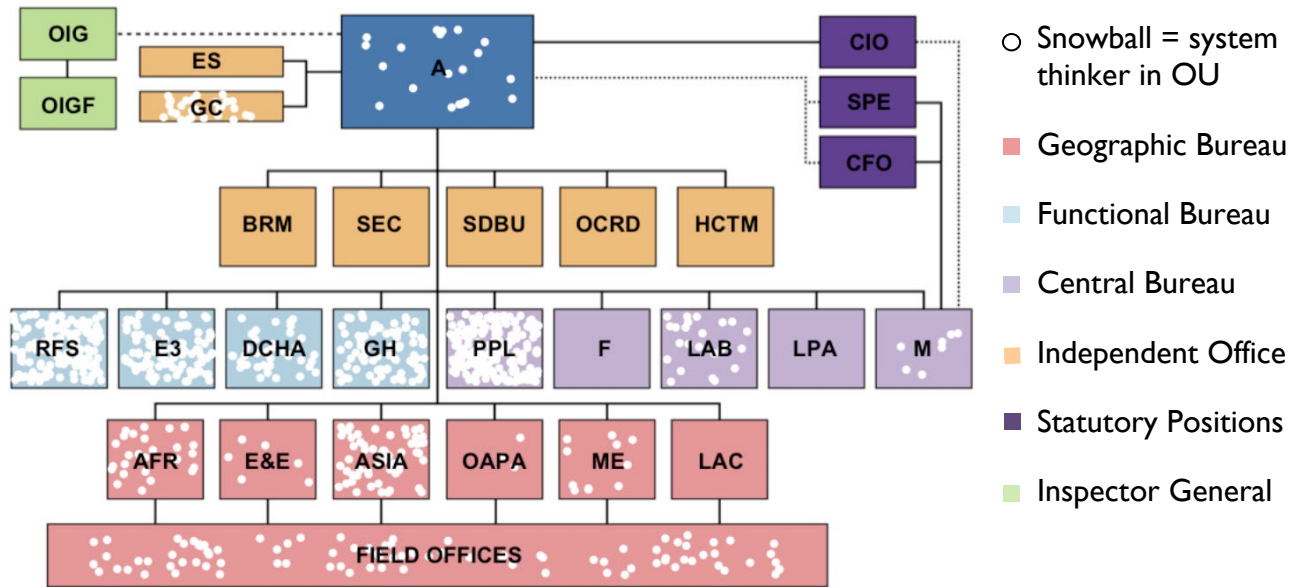 OIG
OIGF
ES
GC
A
CIO
SPE
CFO
BRM
SEC
SDBU
OCRD
HCTM
RFS
E3
DCHA
GH
PPL
F
LAB
LPA
M
AFR
E&E
ASIA
OAPA
ME
LAC
FIELD OFFICES
Snowball = system
thinker in OU
Geographic Bureau
Functional Bureau
Central Bureau
Independent Office
Statutory Positions
Inspector General